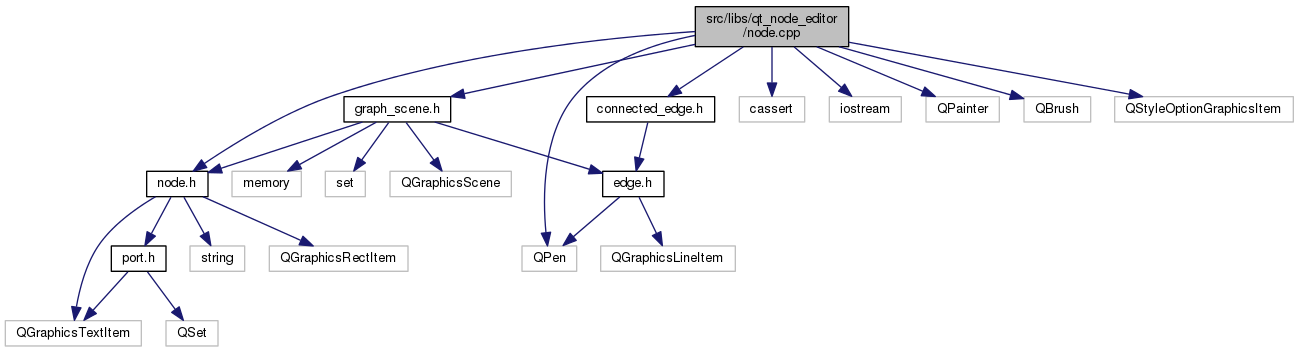 src/libs/qt_node_editor
/node.cpp
graph_scene.h
connected_edge.h
cassert
iostream
QPainter
QBrush
QStyleOptionGraphicsItem
node.h
memory
set
QGraphicsScene
edge.h
port.h
string
QGraphicsRectItem
QPen
QGraphicsLineItem
QGraphicsTextItem
QSet